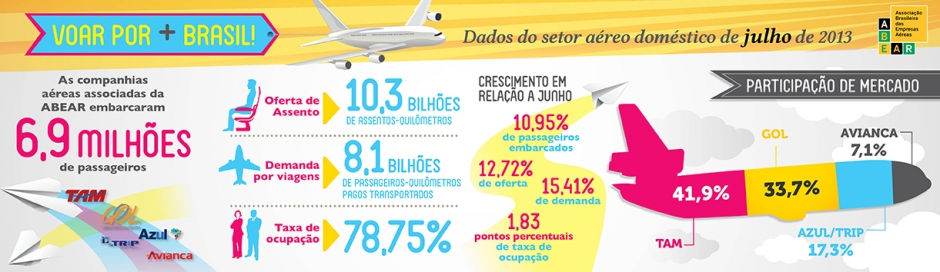 VOAR POR + BRASIL!
Dados do setor aéreo doméstico de julho de 2013
Associação
Brasileira
das
Empresas
Aéreas
A
B
E A R
As companhias
aéreas associadas da
ABEAR embarcaram
6,9 MILHÕES
de passageiros
TAM
GOL
TRIP
Azul
Avianca
Oferta de
Assento
10,3 BILHÕES
DE ASSENTOS-QUILÔMETROS
Demanda
por viagens
8,1 BILHÕES
DE PASSAGEIROS-QUILÔMETROS
PAGOS TRANSPORTADOS
Taxa de
ocupação
78,75%
CRESCIMENTO EM
RELAÇÃO A JUNHO
10,95%
de passageiros
embarcados
12,72%
de oferta
15,41%
de demanda
1,83
pontos percentuais
de taxa de
ocupação
PARTICIPAÇÃO DE MERCADO
GOL
AVIANCA
7,1%
41,9%
33,7%
TAM
AZUL/TRIP
17,3%